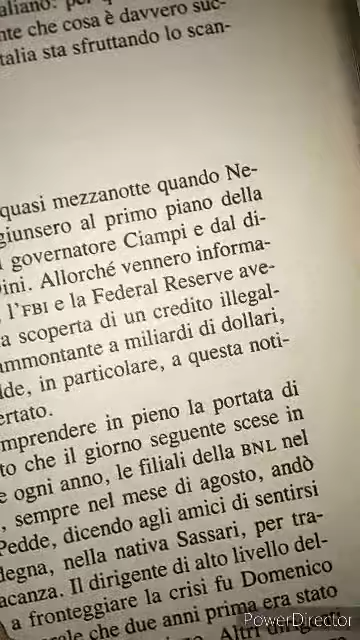 aliano: per
nte che cosa è davvero suc-
talia sta sfruttando lo scan-
quasi mezzanotte quando Ne-
giunsero al primo piano della
governatore Ciampi e dal di-
ini. Allorché vennero informa-
l'FBI e la Federal Reserve ave-
a scoperta di un credito illegal-
ammontante a miliardi di dollari,
dde, in particolare, a questa noti-
ertato.
mprendere in pieno la portata di
to che il giorno seguente scese in
e ogni anno, le filiali della BNL nel
, sempre nel mese di agosto, andò
Pedde, dicendo agli amici di sentirsi
degna, nella nativa Sassari, per tra-
acanza. Il dirigente di alto livello del-
a fronteggiare la crisi fu Domenico
che due anni prima era stato
Altri dirigenti
PowerDirector